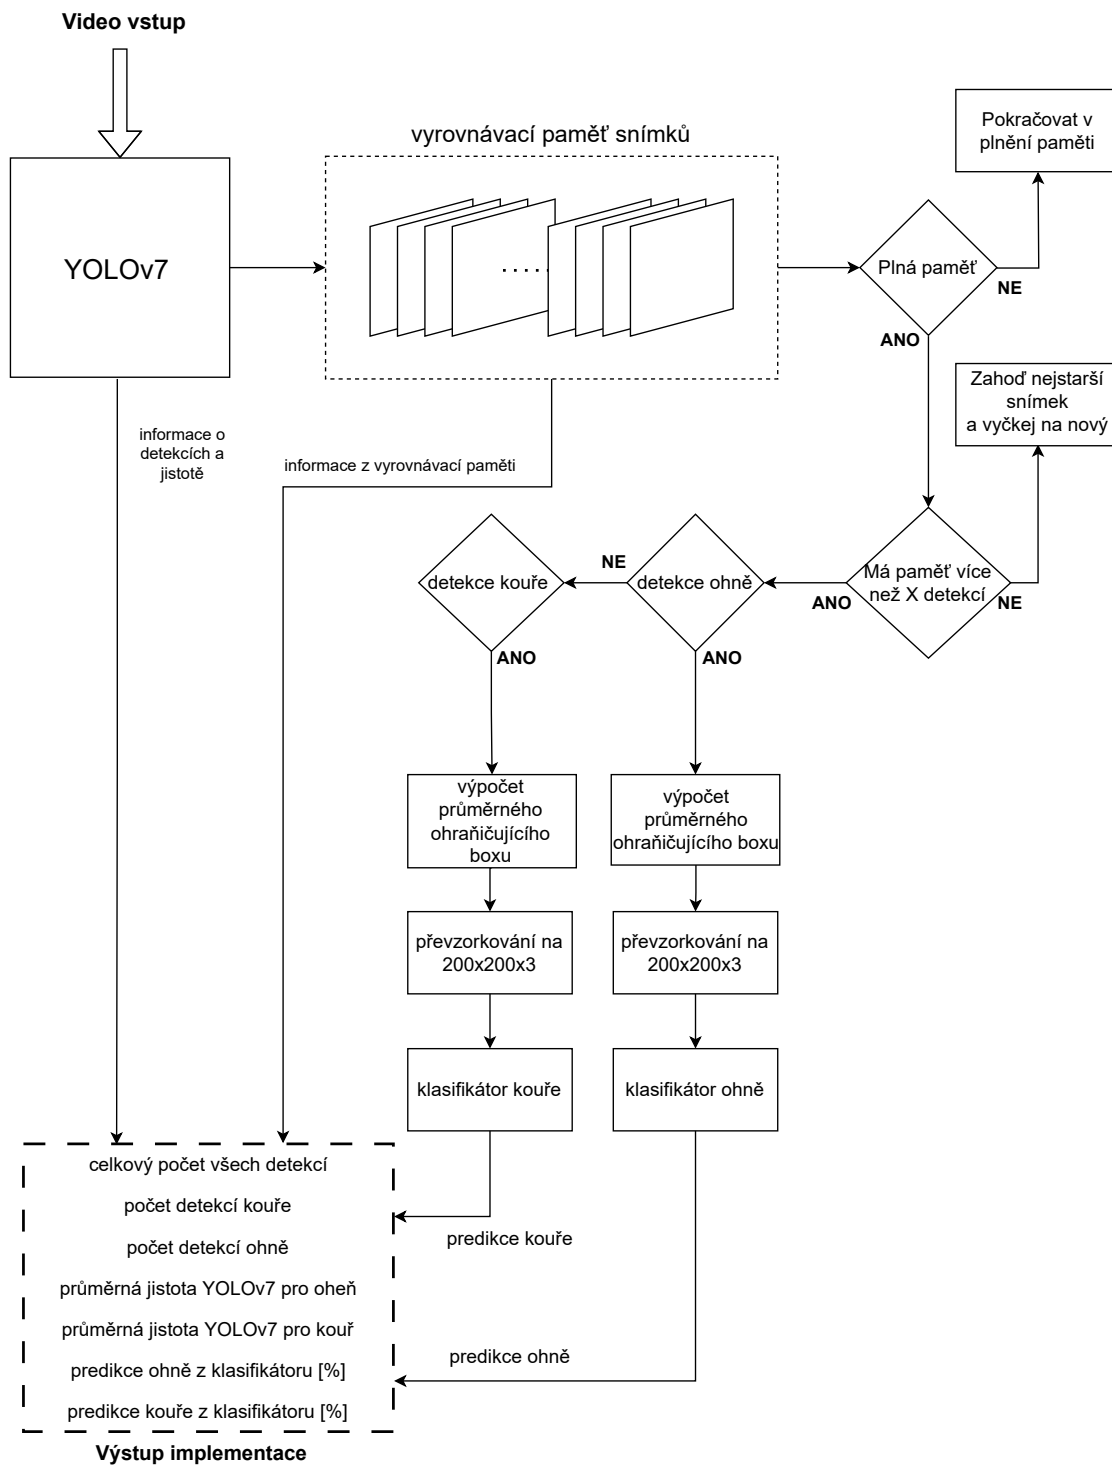 Video vstup
vyrovnávací paměť snímků
Pokračovat v
plnění paměti
YOLOv7
.....
Plná paměť
NE
ANO
Zahoď nejstarší
snímek
a vyčkej na nový
informace o
detekcích a
jistotě
informace z vyrovnávací paměti
detekce kouře
NE
detekce ohně
ANO
Má paměť více
než X detekcí
NE
ANO
ANO
výpočet
průměrného
ohraňičujícího
boxu
výpočet
průměrného
ohraňičujícího boxu
převzorkování na
200x200x3
převzorkování na
200x200x3
klasifikátor kouře
klasifikátor ohně
celkový počet všech detekcí
počet detekcí kouře
počet detekcí ohně
průměrná jistota YOLOv7 pro oheň
průměrná jistota YOLOv7 pro kouř
predikce ohně z klasifikátoru [%]
predikce kouře z klasifikátoru [%]
predikce kouře
predikce ohně
Výstup implementace